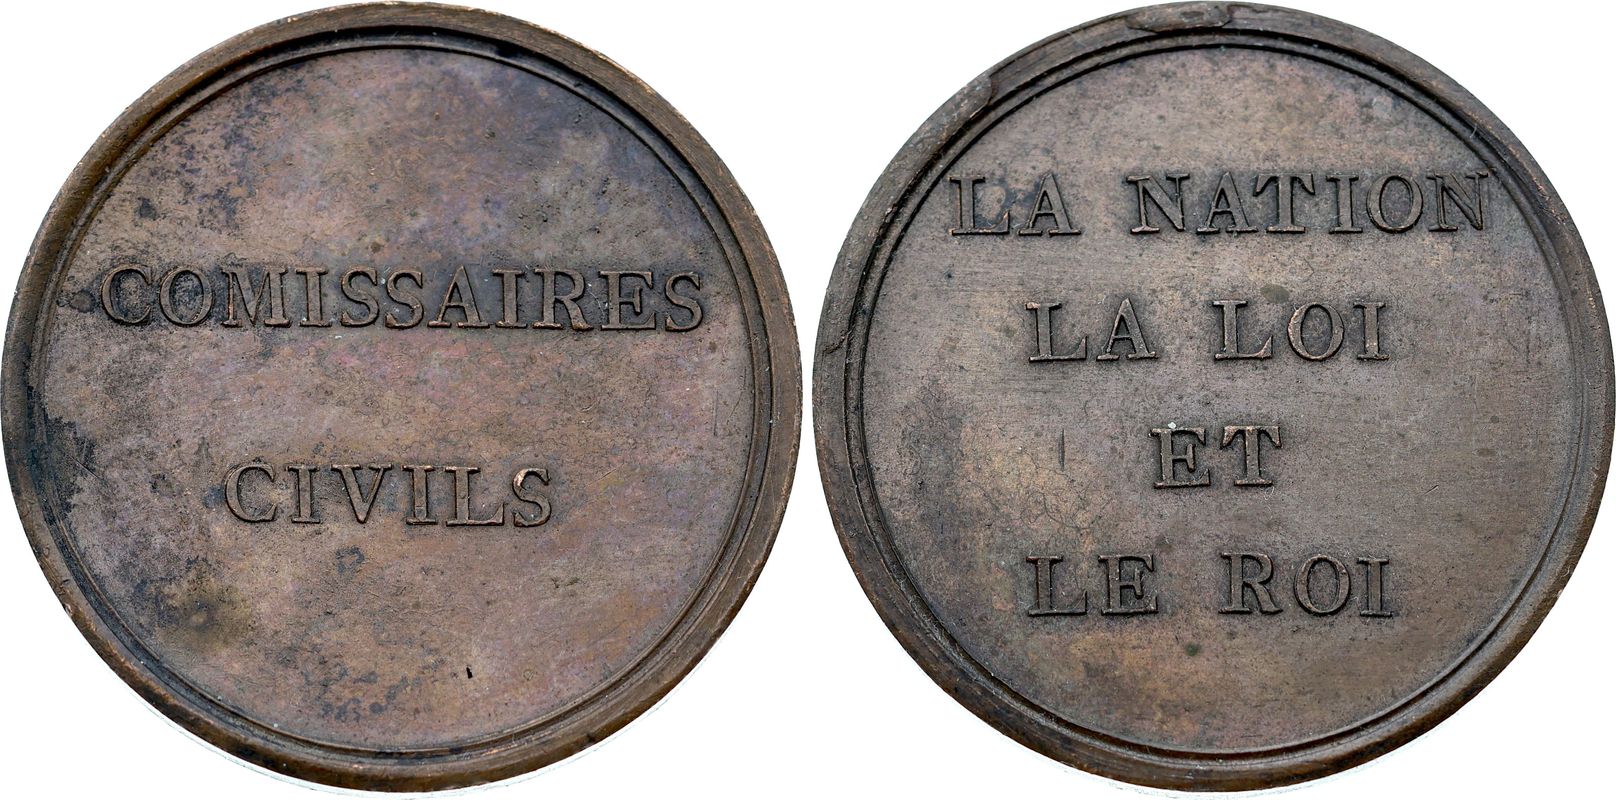 COMISSAIRES
CIVILS
LA NATION
LA LOI
ET
LE ROI